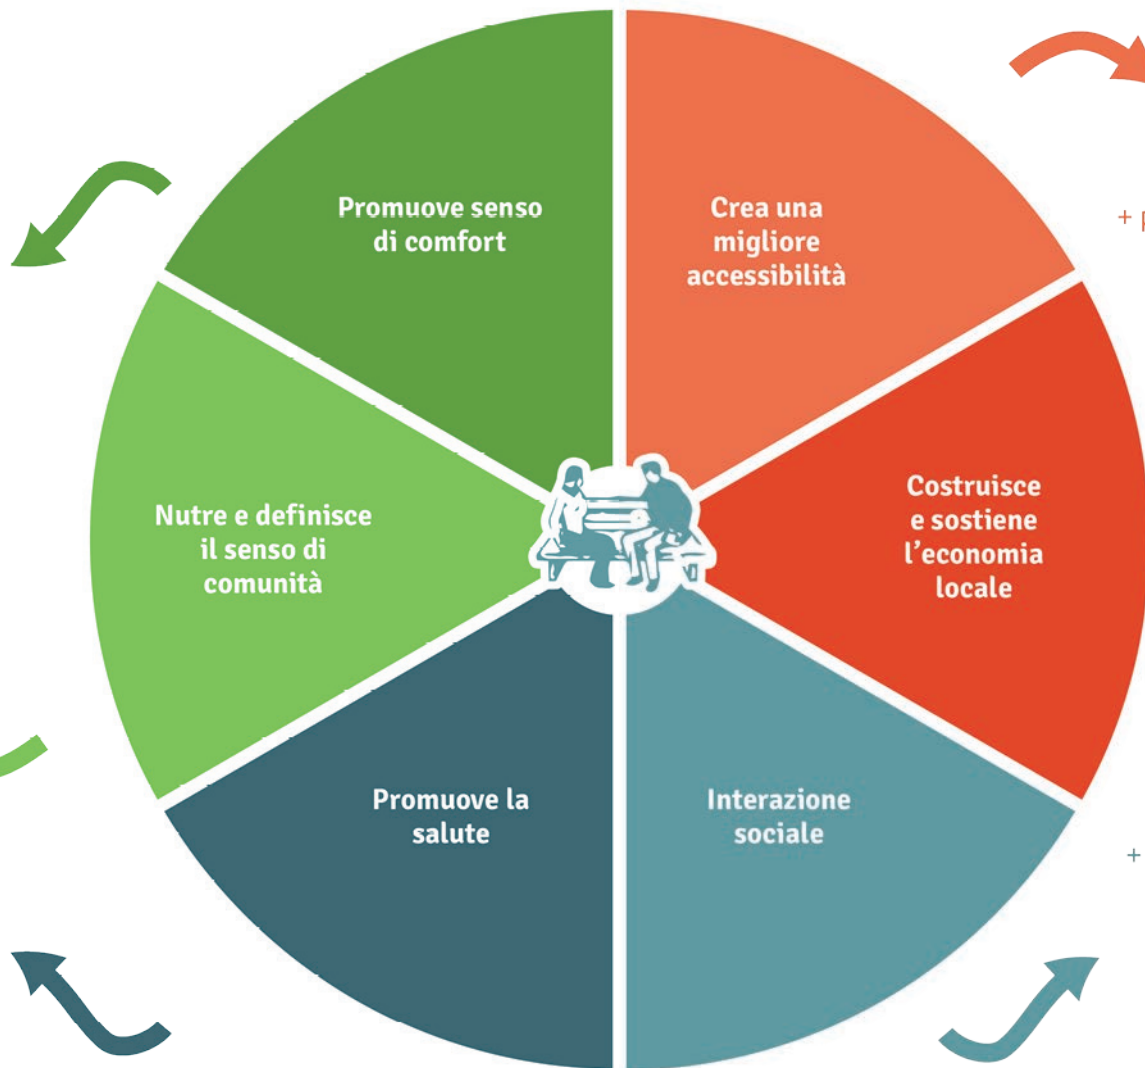 Promuove senso
di comfort
Crea una
migliore
accessibilità
+
Costruisce
e sostiene
l’economia
locale
Nutre e definisce
il senso di
comunità
Promuove la
salute
Interazione
sociale
+